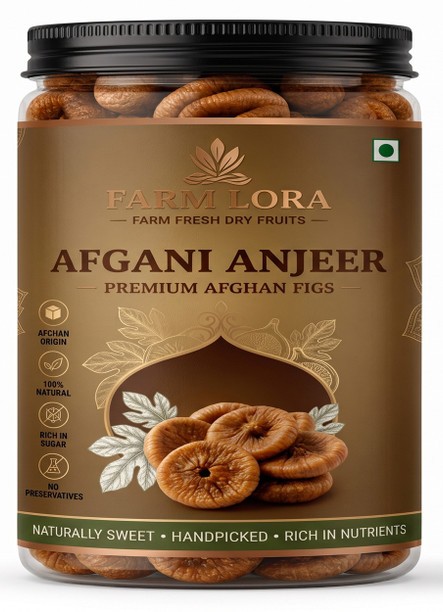 FARM LORA
FARM FRESH DRY FRUITS
AFGANI ANJEER
PREMIUM AFGHAN FIGS
AFGHAN
ORIGIN
100%
NATURAL
RICH IN
SUGAR
NO
PRESERVATIVES
NATURALLY SWEET • HANDPICKED • RICH IN NUTRIENTS